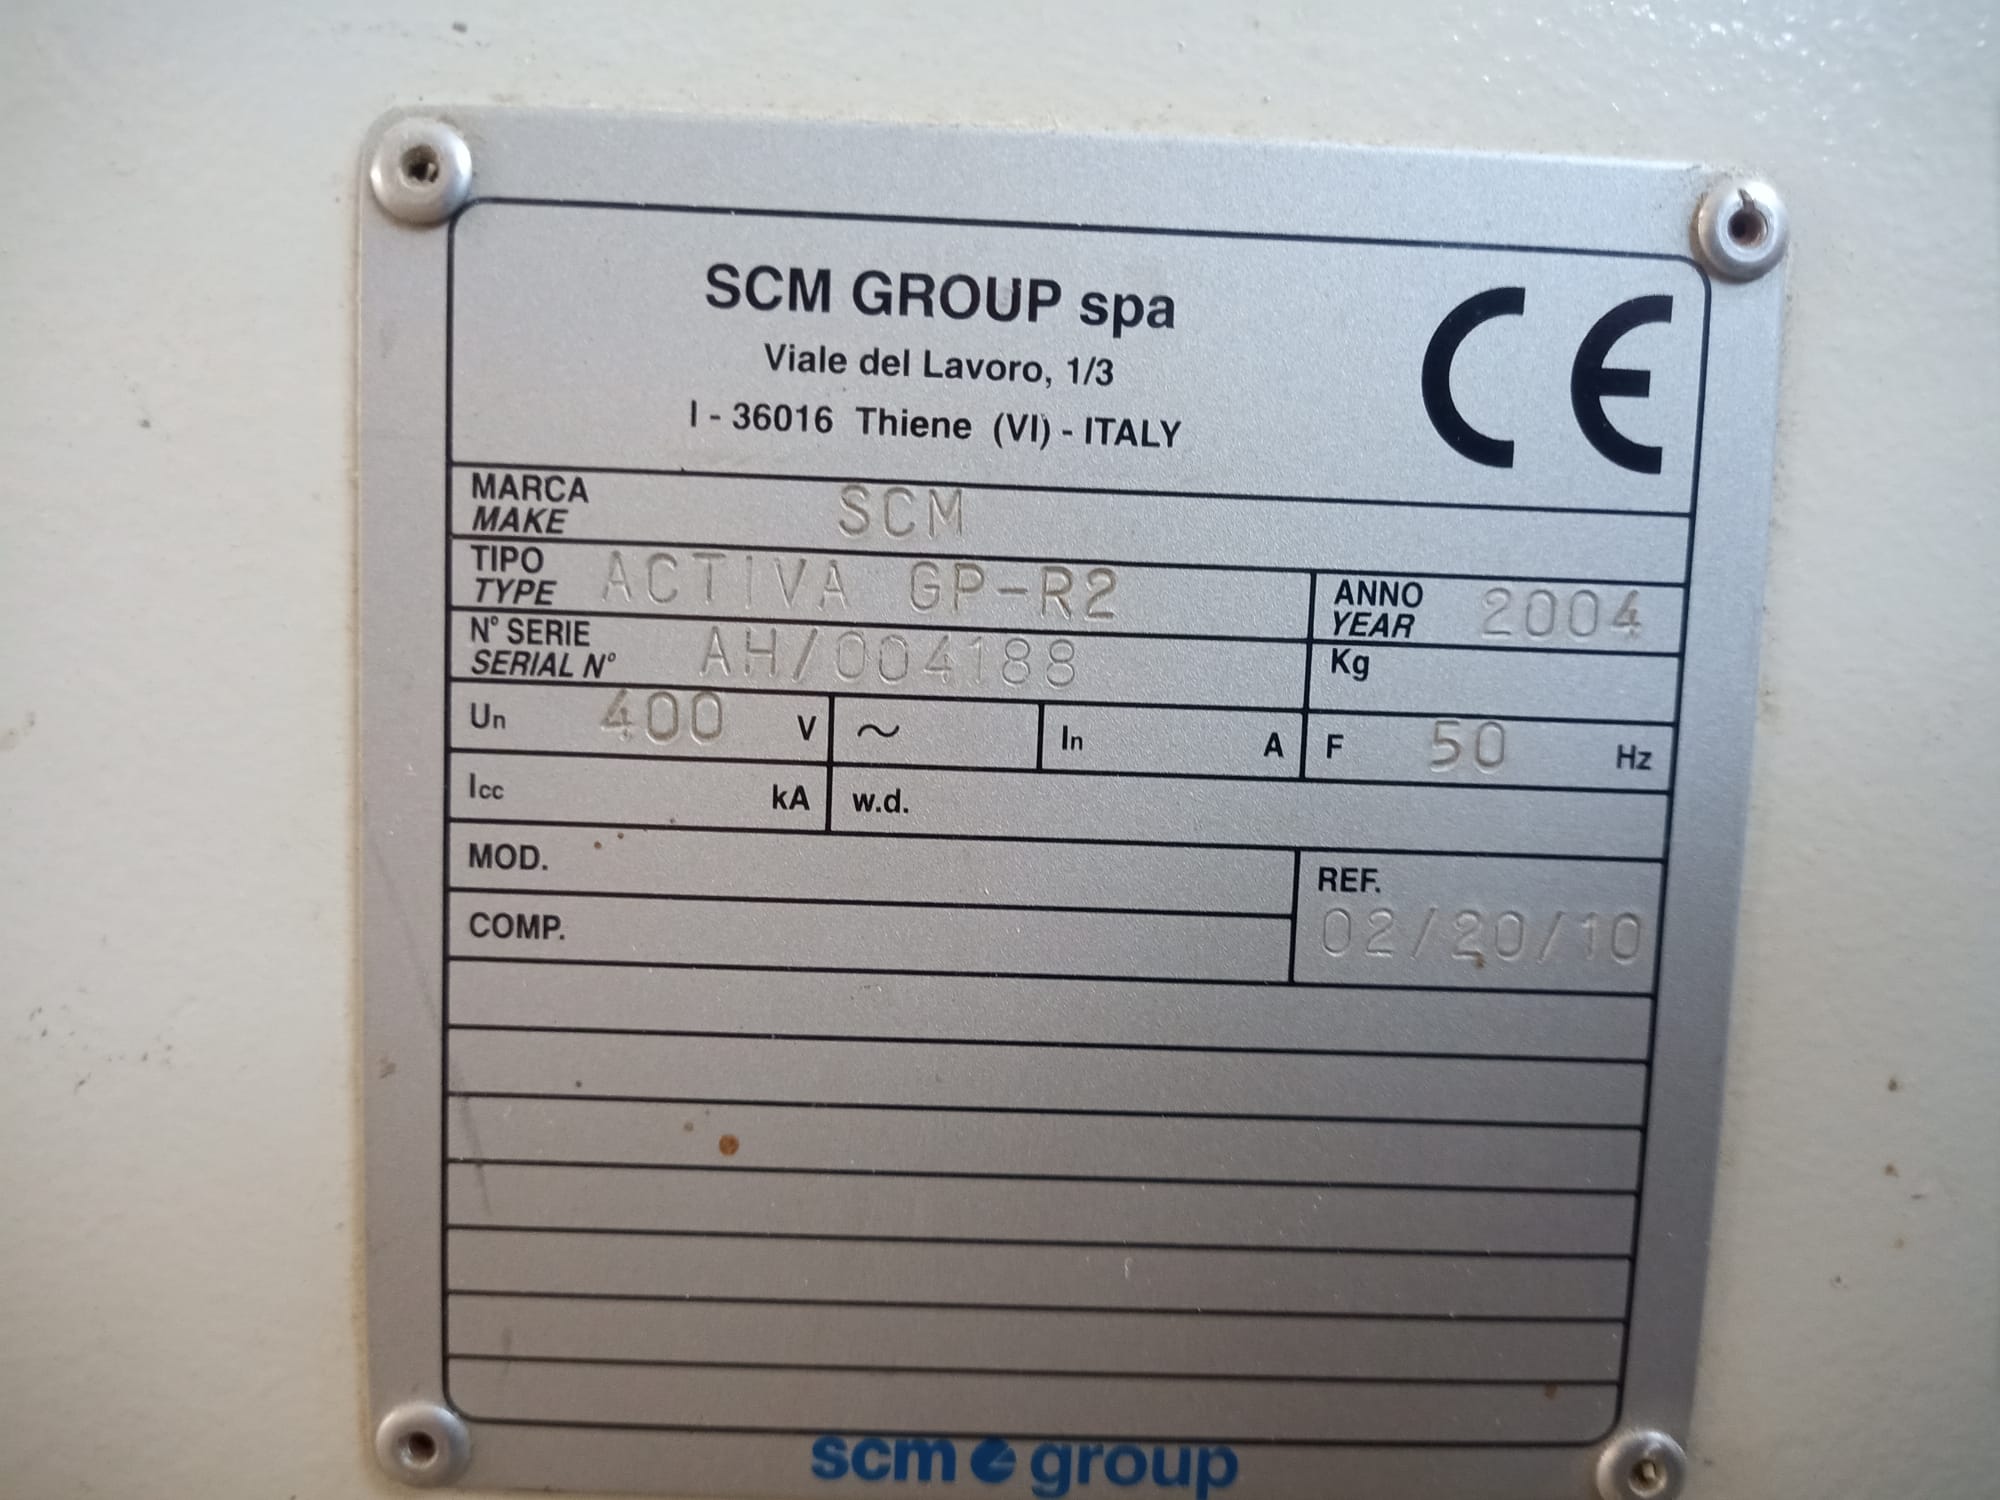 SCM GROUP spa
Viale del Lavoro, 1/3
I - 36016 Thiene (VI) - ITALY
CE
MARCA SCM
MAKE
TIPO ACTIVA GP-R2
TYPE
ANNO 2004
YEAR
N° SERIE AH/004188
SERIAL N°
Kg
Un 400 V ~ In A F 50 Hz
Icc kA w.d.
MOD.
REF.
COMP.
02/20/10
scm group